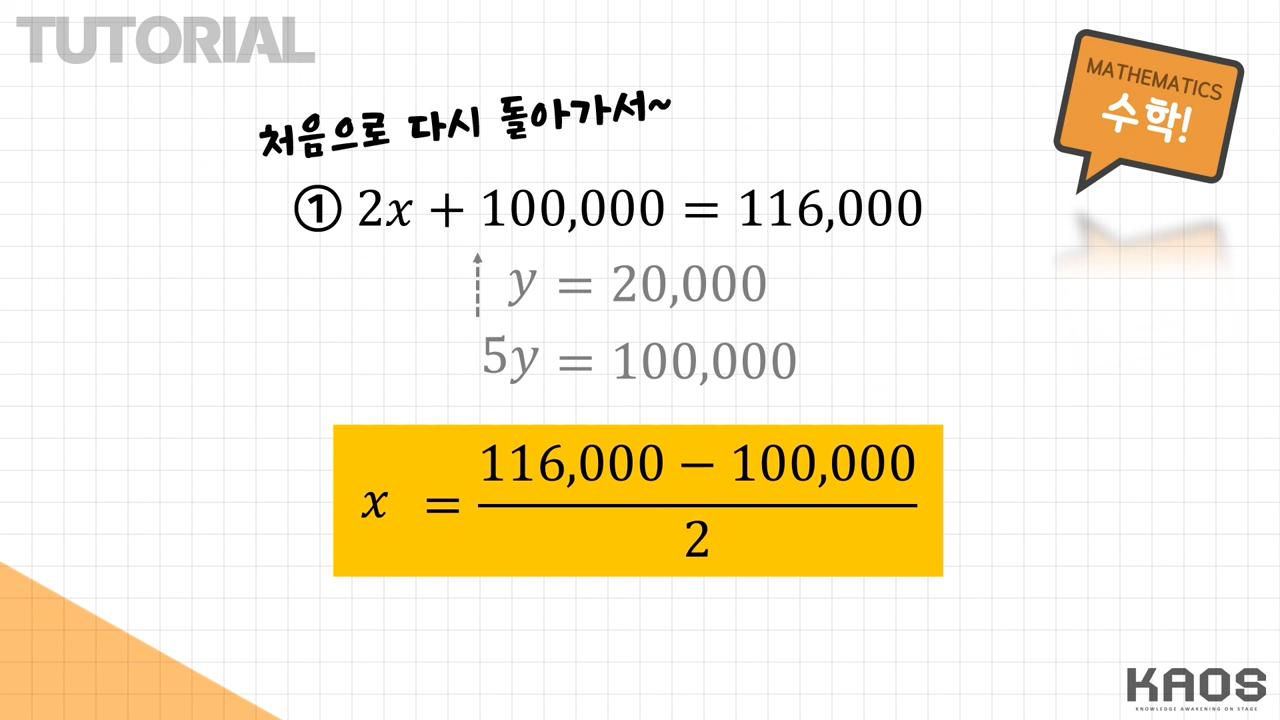 TUTORIAL
MATHEMATICS
수학!
처음으로 다시 돌아가서~
① 2x + 100,000 = 116,000
y = 20,000
5y = 100,000
116,000 − 100,000
x =
2
KAOS
KNOWLEDGE AWAKENING ON STAGE